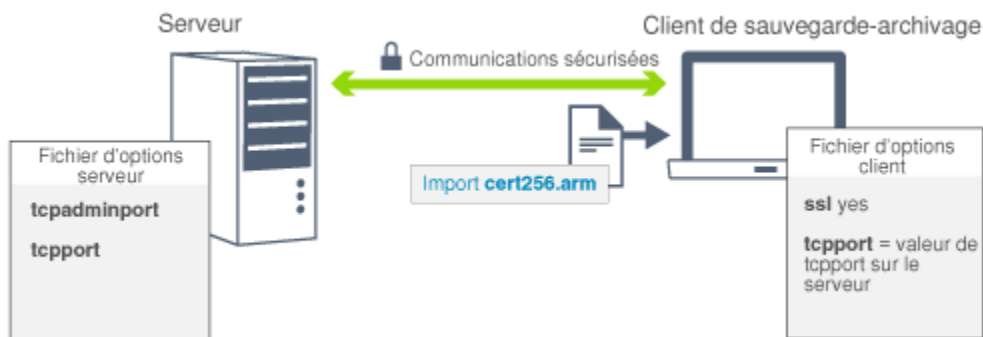 Serveur
Client de sauvegarde-archivage
Communications sécurisées
Fichier d'options
serveur
tcpadminport
tcpport
Import cert256.arm
Fichier d'options
client
ssl yes
tcpport = valeur de
tcpport sur le
serveur